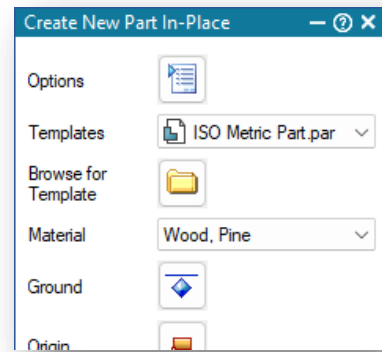 Create New Part In-Place
Options
Templates
ISO Metric Part.par
Browse for
Template
Material
Wood, Pine
Ground
Origin